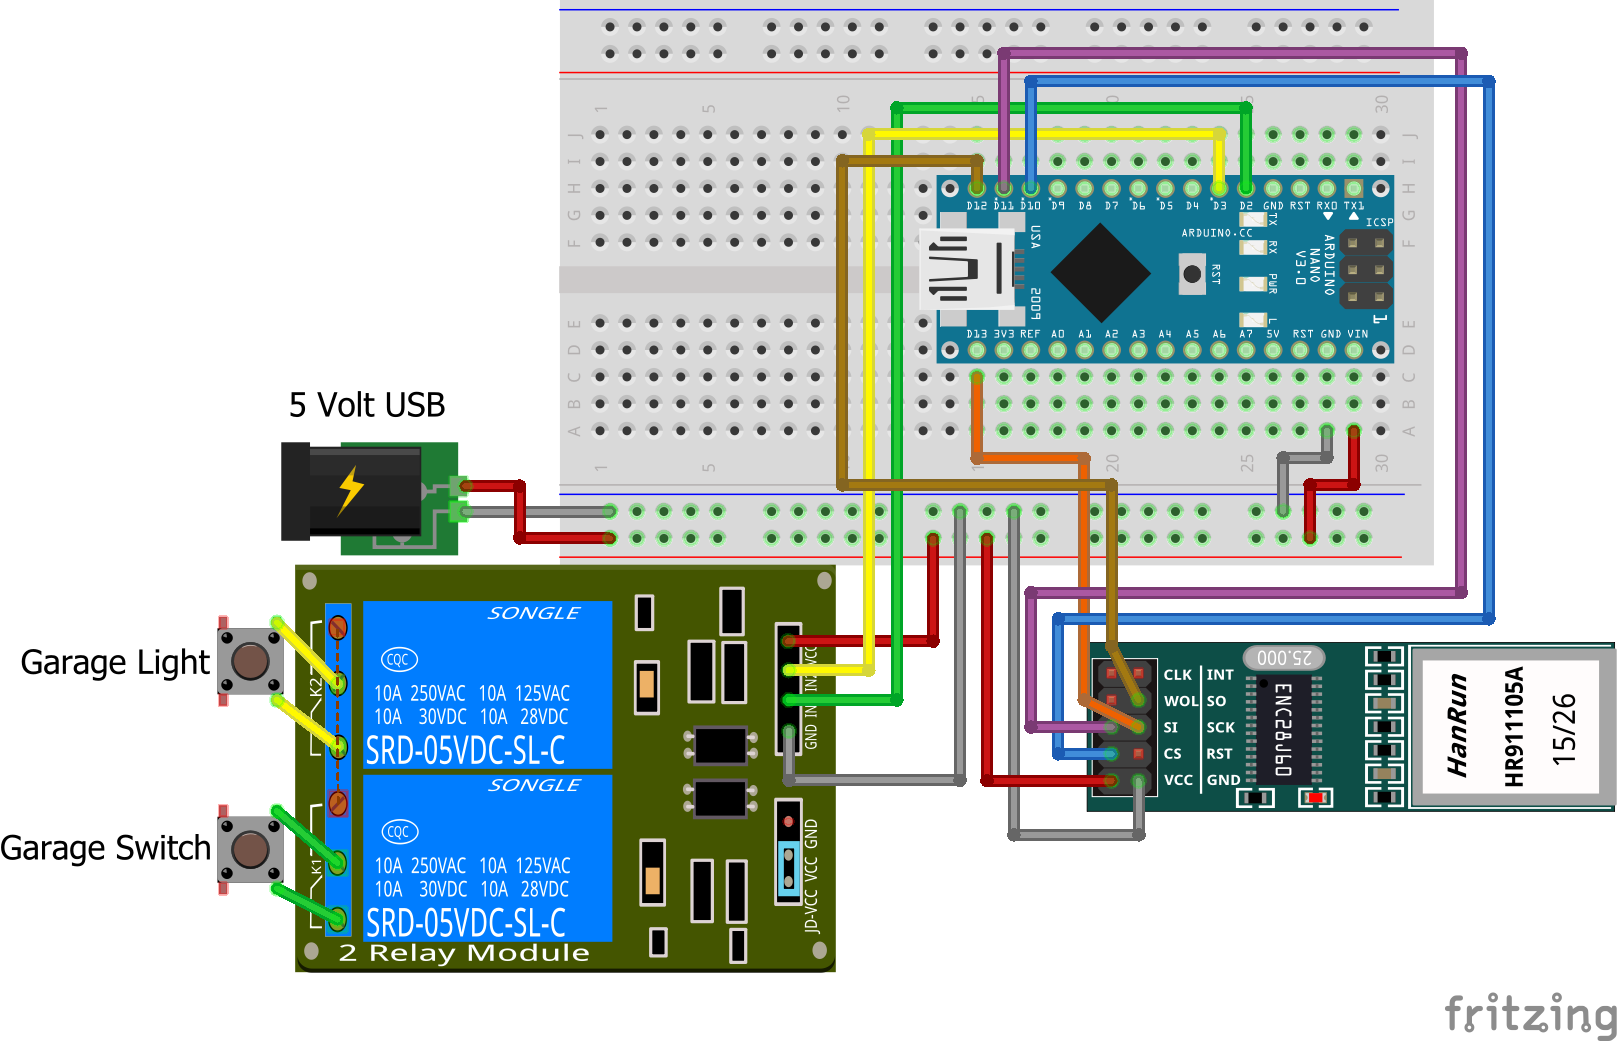 1 5 10 15 20 25 30
J J
I I
H H
G G
F F
D12 D11 D10 D9 D8 D7 D6 D5 D4 D3 D2 GND RST RX0 TX1
ICSP
ARDUINO.CC
TX
RX
PWR
L
RST
USA
2009
ARDUINO
NANO
V3.0
1
D13 3V3 REF A0 A1 A2 A3 A4 A5 A6 A7 5V RST GND VIN
E E
D D
C C
B B
A A
1 5 20 25 30
5 Volt USB
Garage Light
Garage Switch
K2
K1
SONGLE
CQC
10A 250VAC 10A 125VAC
10A 30VDC 10A 28VDC
SRD-05VDC-SL-C
SONGLE
CQC
10A 250VAC 10A 125VAC
10A 30VDC 10A 28VDC
SRD-05VDC-SL-C
2 Relay Module
GND IN1 IN2 VCC
JD-VCC VCC GND
CLK INT
WOL SO
SI SCK
CS RST
VCC GND
25.000
ENC28J60
HanRun
HR911105A
15/26
fritzing